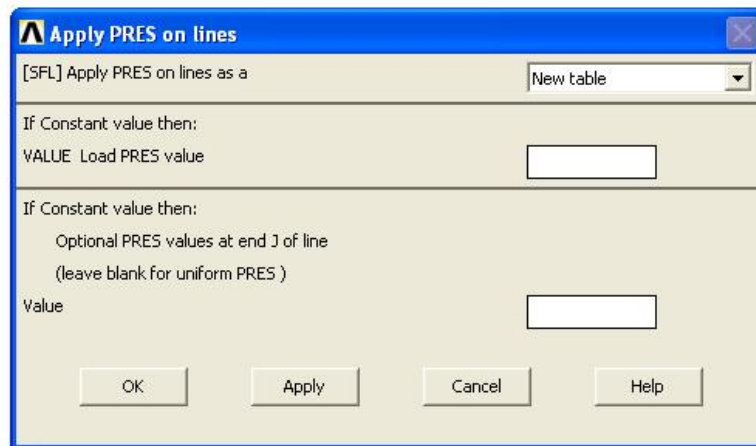 Apply PRES on lines
[SFL] Apply PRES on lines as a New table
If Constant value then:
VALUE Load PRES value
If Constant value then:
Optional PRES values at end J of line
(leave blank for uniform PRES )
Value
OK Apply Cancel Help